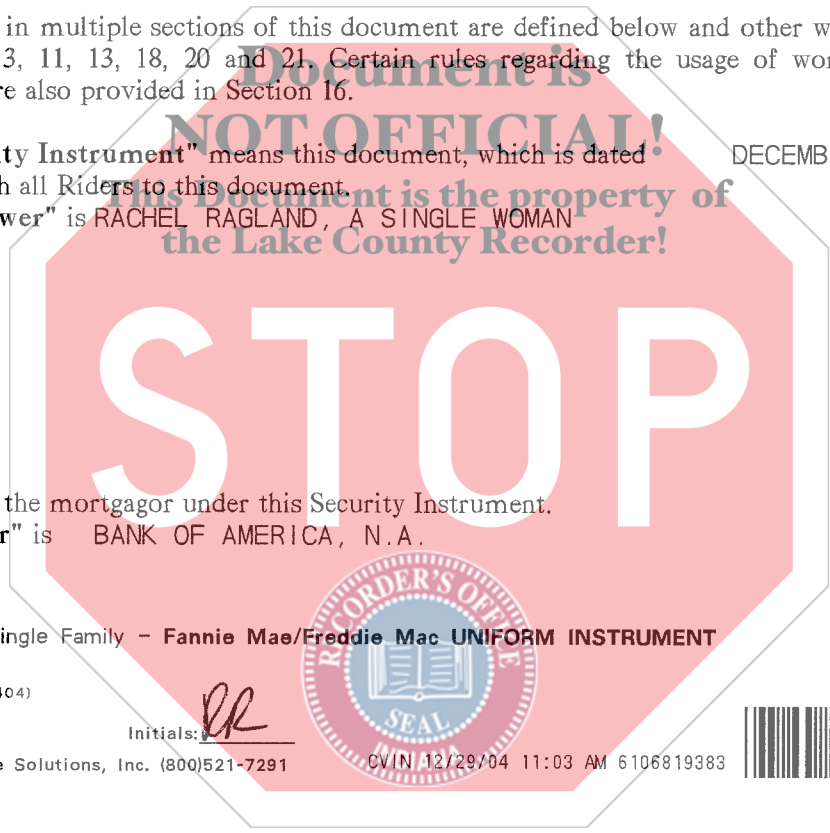 in multiple sections of this document are defined below and other w
3, 11, 13, 18, 20 and 21. Certain rules regarding the usage of wor
re also provided in Section 16.
Document is
NOT OFFICIAL!
This Document is the property of
the Lake County Recorder!
ty Instrument" means this document, which is dated DECEMB
h all Riders to this document.
wer" is RACHEL RAGLAND, A SINGLE WOMAN
STOP
the mortgagor under this Security Instrument.
r" is BANK OF AMERICA, N.A.
ingle Family - Fannie Mae/Freddie Mac UNIFORM INSTRUMENT
RECORDER'S OFFICE
SEAL
INDIANA
404)
Initials: RR
e Solutions, Inc. (800)521-7291 CVIN 12/29/04 11:03 AM 6106819383